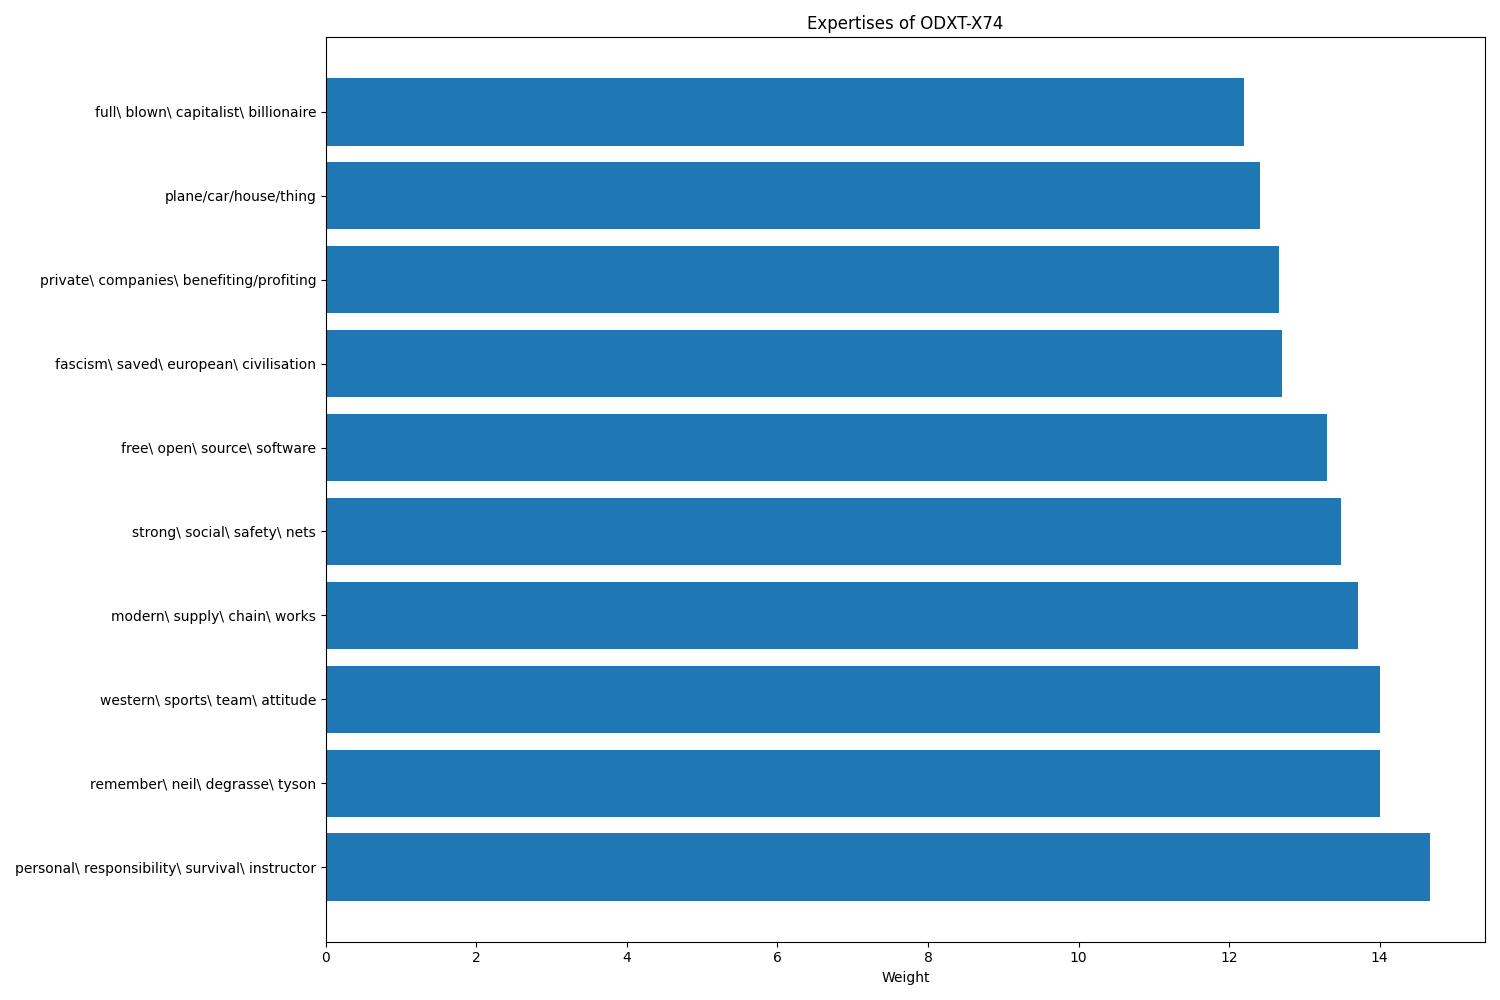 Expertises of ODXT-X74
full\ blown\ capitalist\ billionaire
plane/car/house/thing
private\ companies\ benefiting/profiting
fascism\ saved\ european\ civilisation
free\ open\ source\ software
strong\ social\ safety\ nets
modern\ supply\ chain\ works
western\ sports\ team\ attitude
remember\ neil\ degrasse\ tyson
personal\ responsibility\ survival\ instructor
0 2 4 6 8 10 12 14
Weight